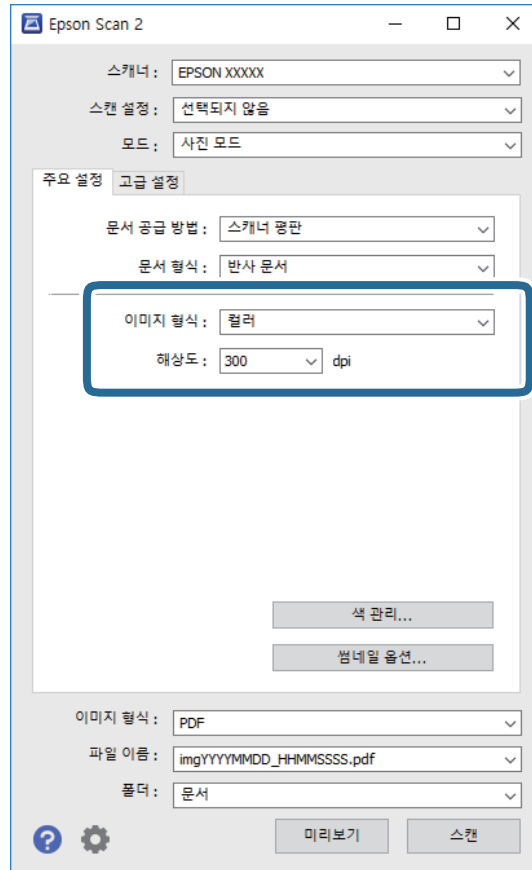 Epson Scan 2
스캐너 : EPSON XXXXX
스캔 설정 : 선택되지 않음
모드 : 사진 모드
주요 설정 고급 설정
문서 공급 방법 : 스캐너 평판
문서 형식 : 반사 문서
이미지 형식 : 컬러
해상도 : 300 dpi
색 관리...
썸네일 옵션...
이미지 형식 : PDF
파일 이름 : imgYYYYMMDD_HHMMSSSS.pdf
폴더 : 문서
? 미리보기 스캔